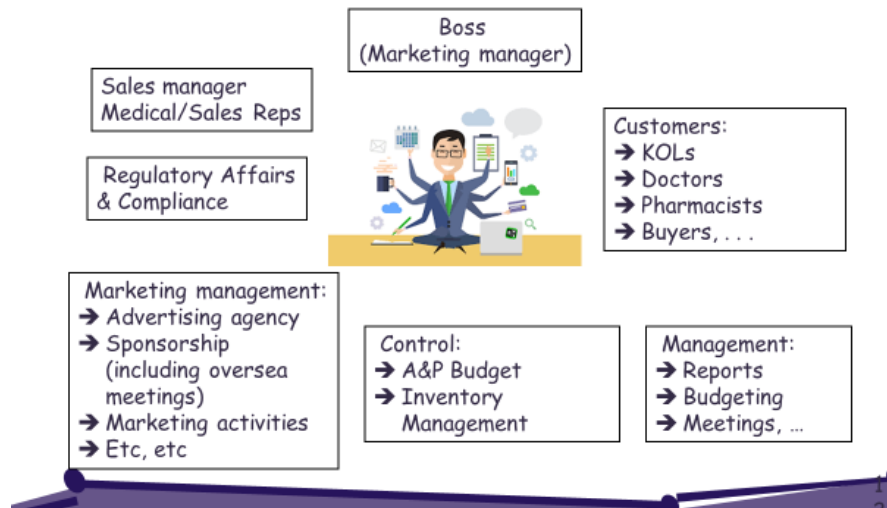 Boss
(Marketing manager)
Sales manager
Medical/Sales Reps
Regulatory Affairs
& Compliance
Customers:
➔ KOLs
➔ Doctors
➔ Pharmacists
➔ Buyers, . . .
Marketing management:
➔ Advertising agency
➔ Sponsorship
(including oversea
meetings)
➔ Marketing activities
➔ Etc, etc
Control:
➔ A&P Budget
➔ Inventory
Management
Management:
➔ Reports
➔ Budgeting
➔ Meetings, ...